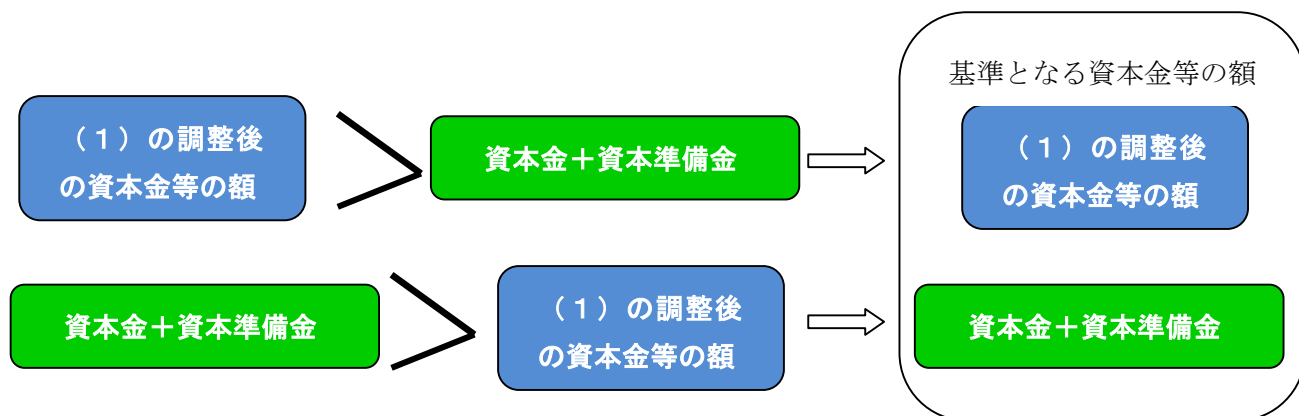 基準となる資本金等の額
（１）の調整後
の資本金等の額
資本金＋資本準備金
（１）の調整後
の資本金等の額
資本金＋資本準備金
（１）の調整後
の資本金等の額
資本金＋資本準備金